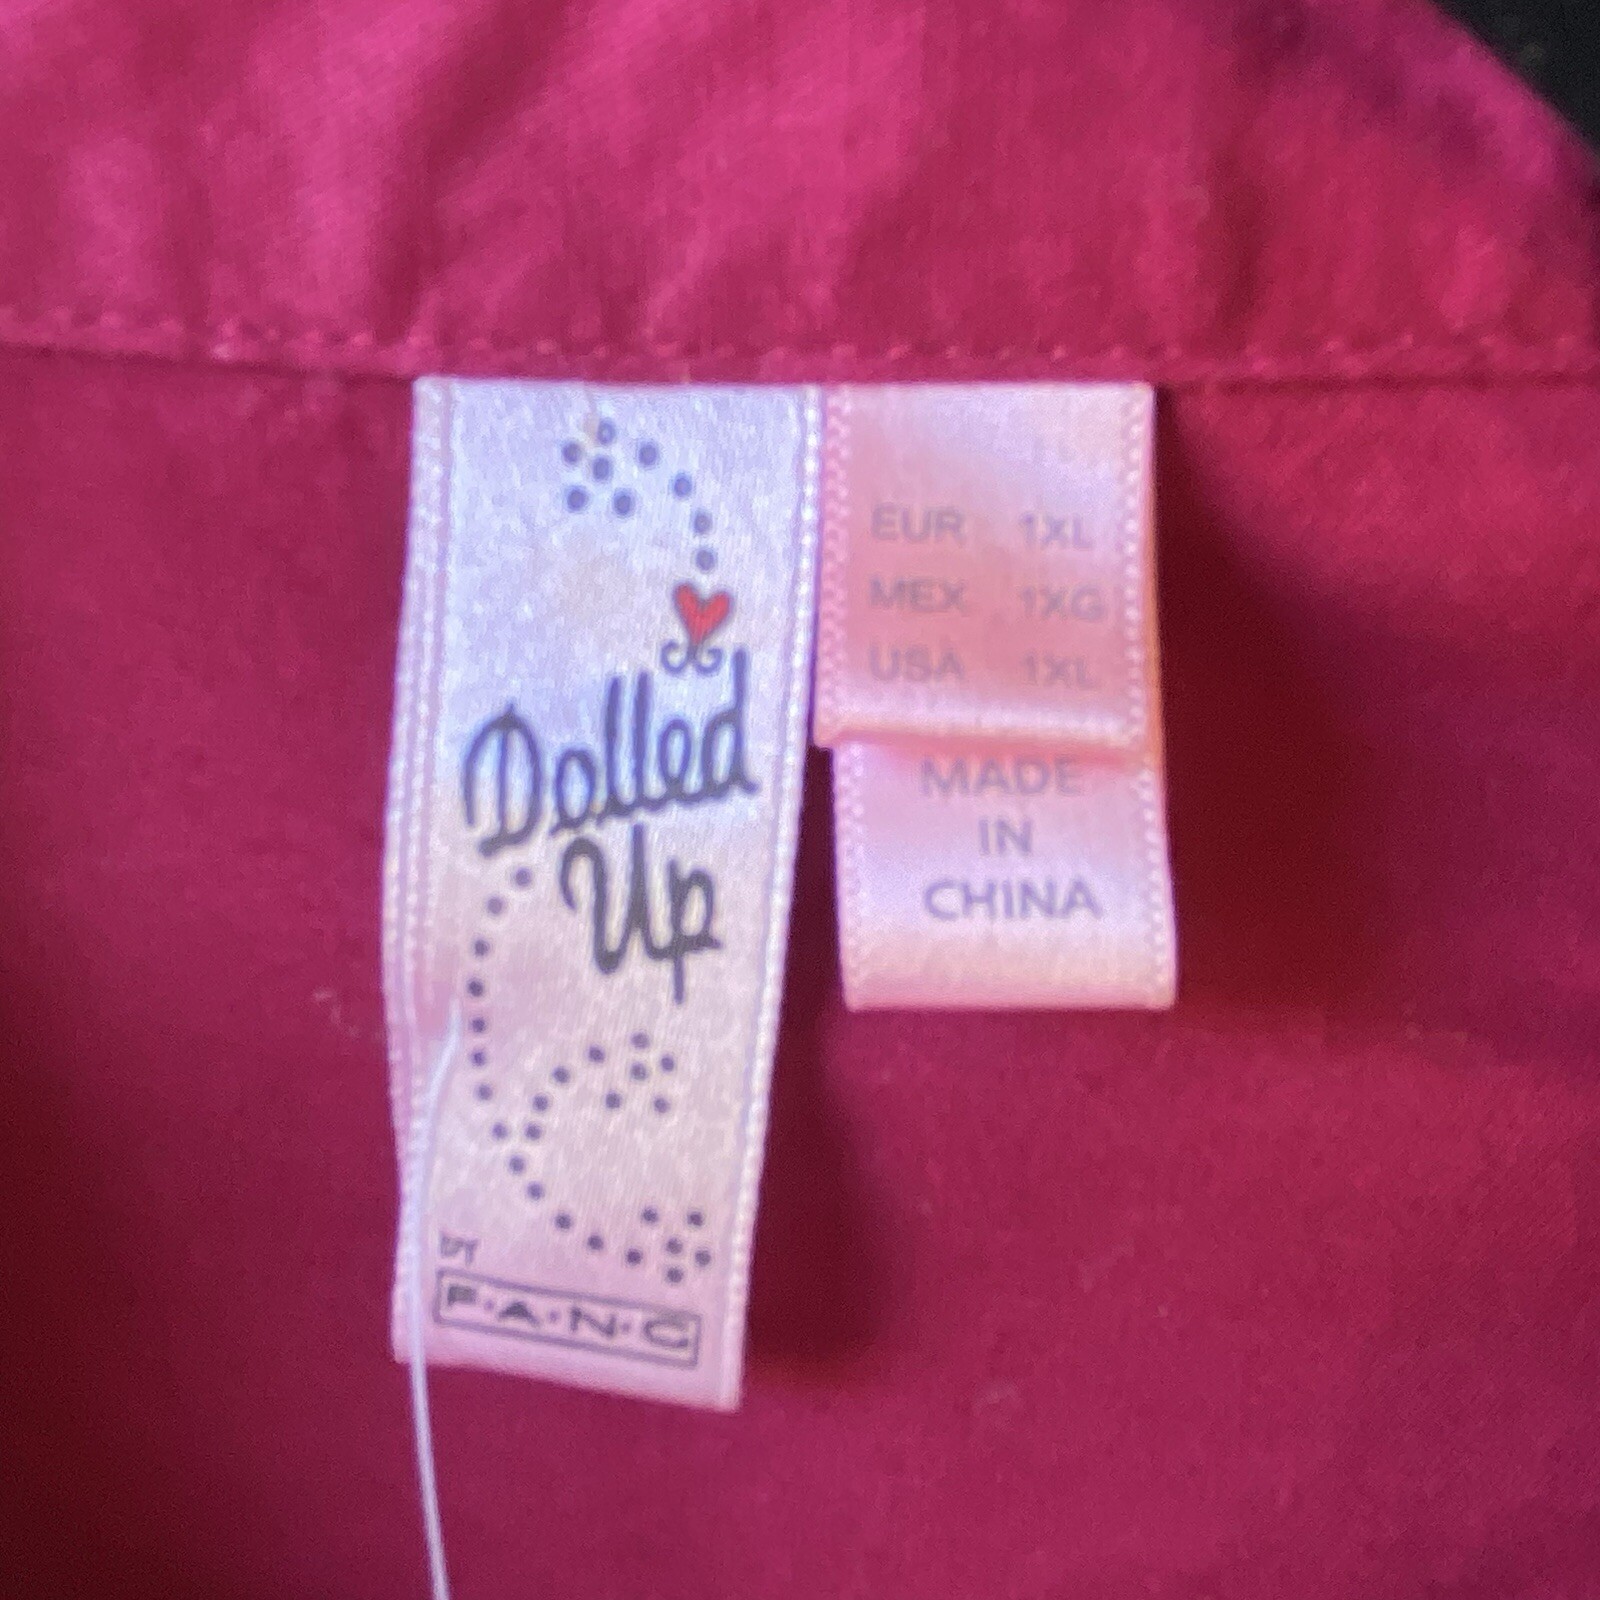 Dolled
Up
by
F·A·N·G
EUR 1XL
MEX 1XG
USA 1XL
MADE
IN
CHINA